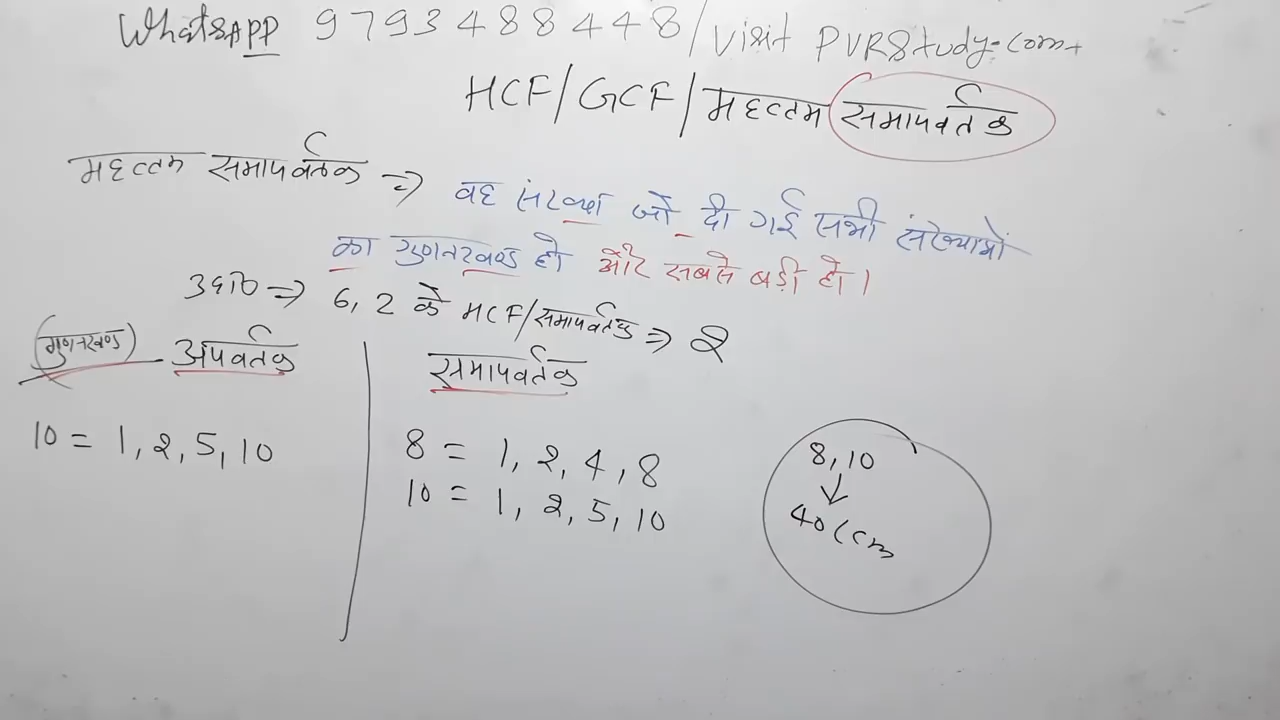 WhatsAPP 9793488448/Visit PVRStudy.com
HCF/GCF/महत्तम समापवर्तक
महत्तम समापवर्तक ⇒ वह संख्या जो दी गई सभी संख्याओं
का गुणनखण्ड हो और सबसे बड़ी हो।
उदा० ⇒ 6, 2 के HCF/समापवर्तक ⇒ 2
(गुणनखण्ड) अपवर्तक
10 = 1, 2, 5, 10
समापवर्तक
8 = 1, 2, 4, 8
10 = 1, 2, 5, 10
8, 10
↓
40 Lcm